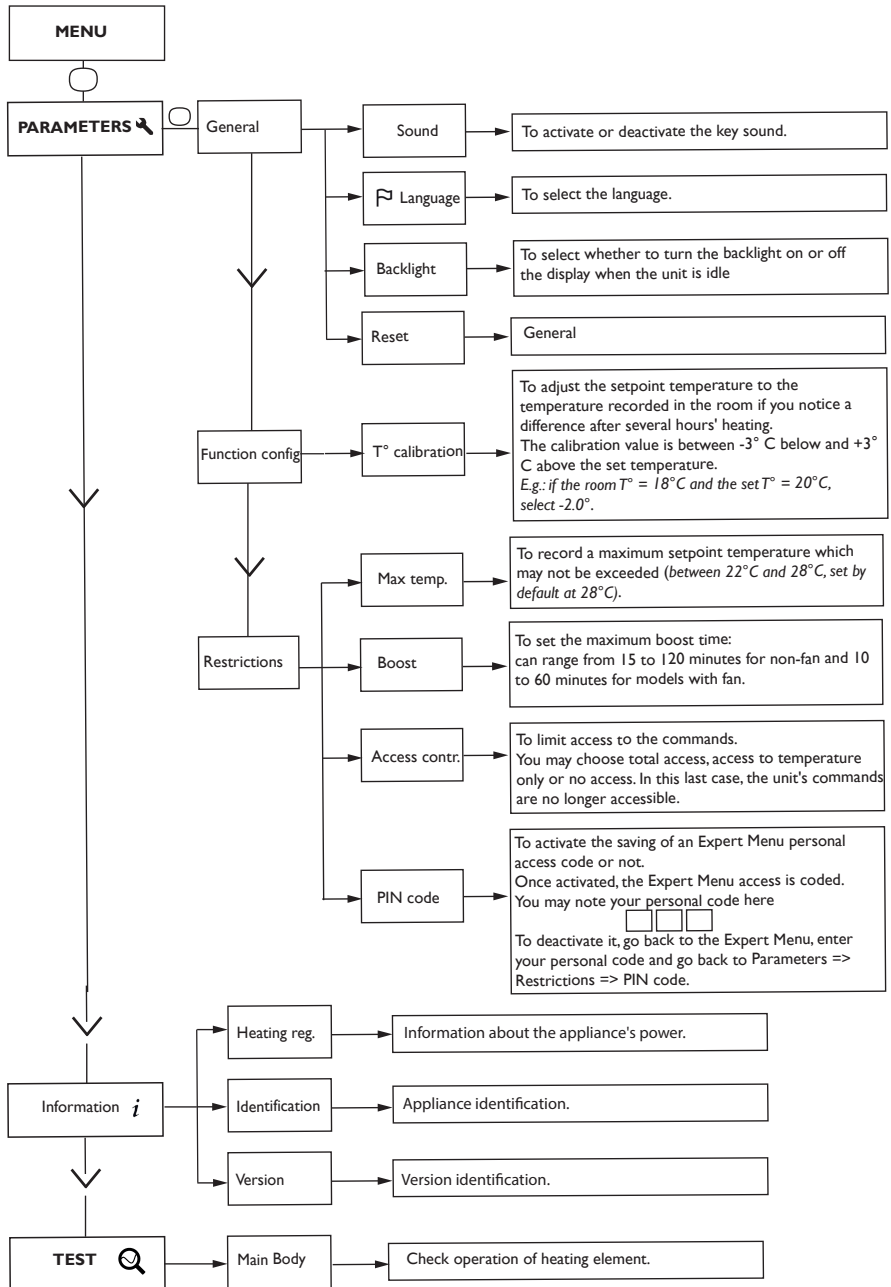 MENU
PARAMETERS
General
Sound
To activate or deactivate the key sound.
Language
To select the language.
Backlight
To select whether to turn the backlight on or off
the display when the unit is idle
Reset
General
Function config
T° calibration
To adjust the setpoint temperature to the
temperature recorded in the room if you notice a
difference after several hours' heating.
The calibration value is between -3° C below and +3°
C above the set temperature.
E.g.: if the room T° = 18°C and the set T° = 20°C,
select -2.0°.
Restrictions
Max temp.
To record a maximum setpoint temperature which
may not be exceeded (between 22°C and 28°C, set by
default at 28°C).
Boost
To set the maximum boost time:
can range from 15 to 120 minutes for non-fan and 10
to 60 minutes for models with fan.
Access contr.
To limit access to the commands.
You may choose total access, access to temperature
only or no access. In this last case, the unit's commands
are no longer accessible.
PIN code
To activate the saving of an Expert Menu personal
access code or not.
Once activated, the Expert Menu access is coded.
You may note your personal code here
To deactivate it, go back to the Expert Menu, enter
your personal code and go back to Parameters =>
Restrictions => PIN code.
Information i
Heating reg.
Information about the appliance's power.
Identification
Appliance identification.
Version
Version identification.
TEST
Main Body
Check operation of heating element.